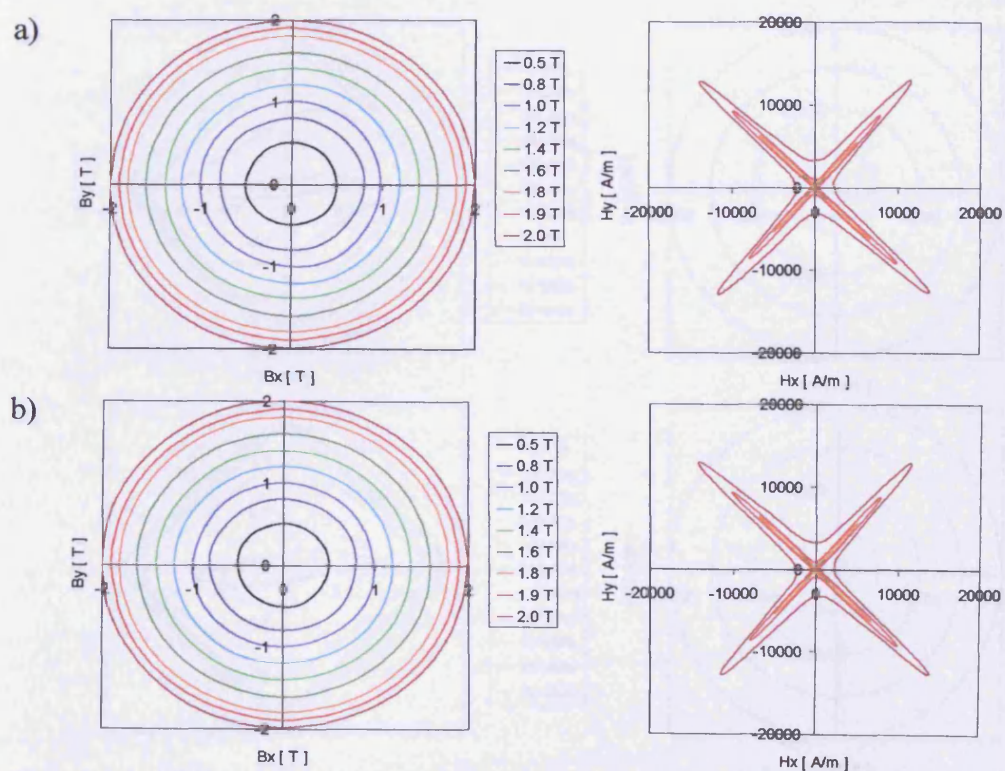 a)
2
1
0
-1
-2
-2
-1
0
1
2
By [ T ]
Bx [ T ]
0.5 T
0.8 T
1.0 T
1.2 T
1.4 T
1.6 T
1.8 T
1.9 T
2.0 T
20000
10000
0
-10000
-20000
-20000
-10000
0
10000
20000
Hy [ A/m ]
Hx [ A/m ]
b)
2
1
0
-1
-2
-2
-1
0
1
2
By [ T ]
Bx [ T ]
0.5 T
0.8 T
1.0 T
1.2 T
1.4 T
1.6 T
1.8 T
1.9 T
2.0 T
20000
10000
0
-10000
-20000
-20000
-10000
0
10000
20000
Hy [A/m ]
Hx [ A/m ]